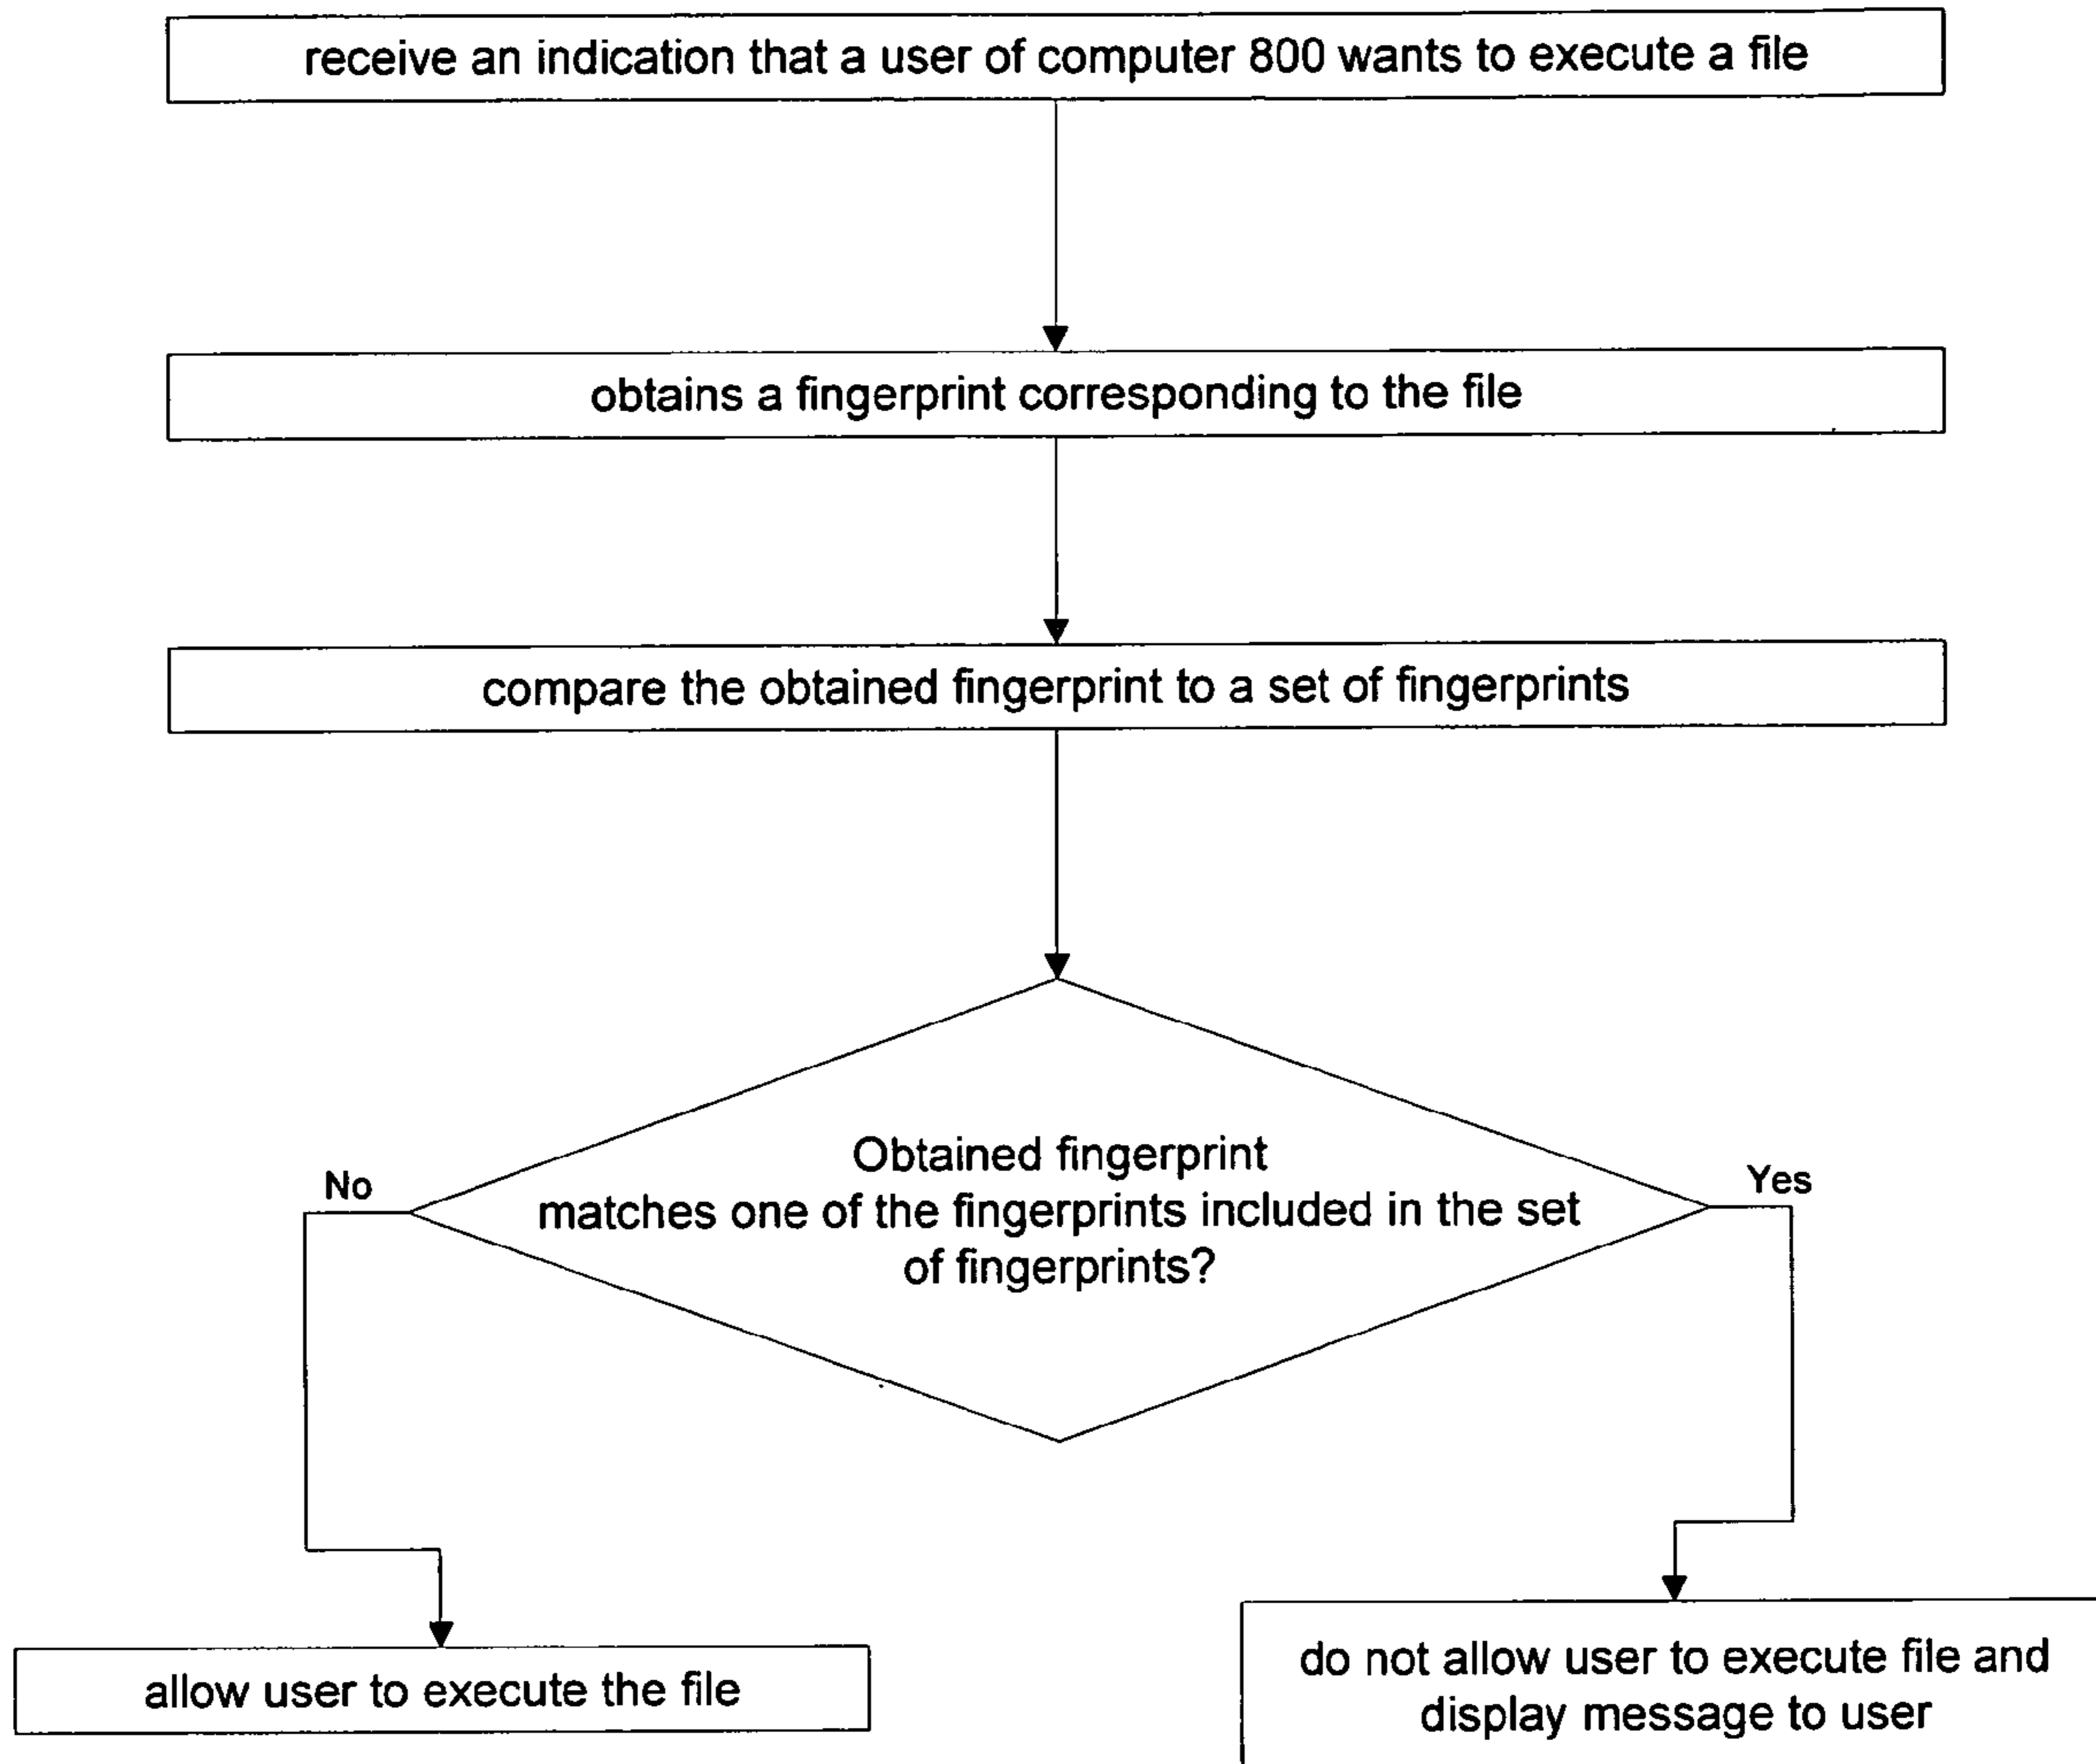 receive an indication that a user of computer 800 wants to execute a file
obtains a fingerprint corresponding to the file
compare the obtained fingerprint to a set of fingerprints
Obtained fingerprint
matches one of the fingerprints included in the set
of fingerprints?
No
Yes
allow user to execute the file
do not allow user to execute file and
display message to user